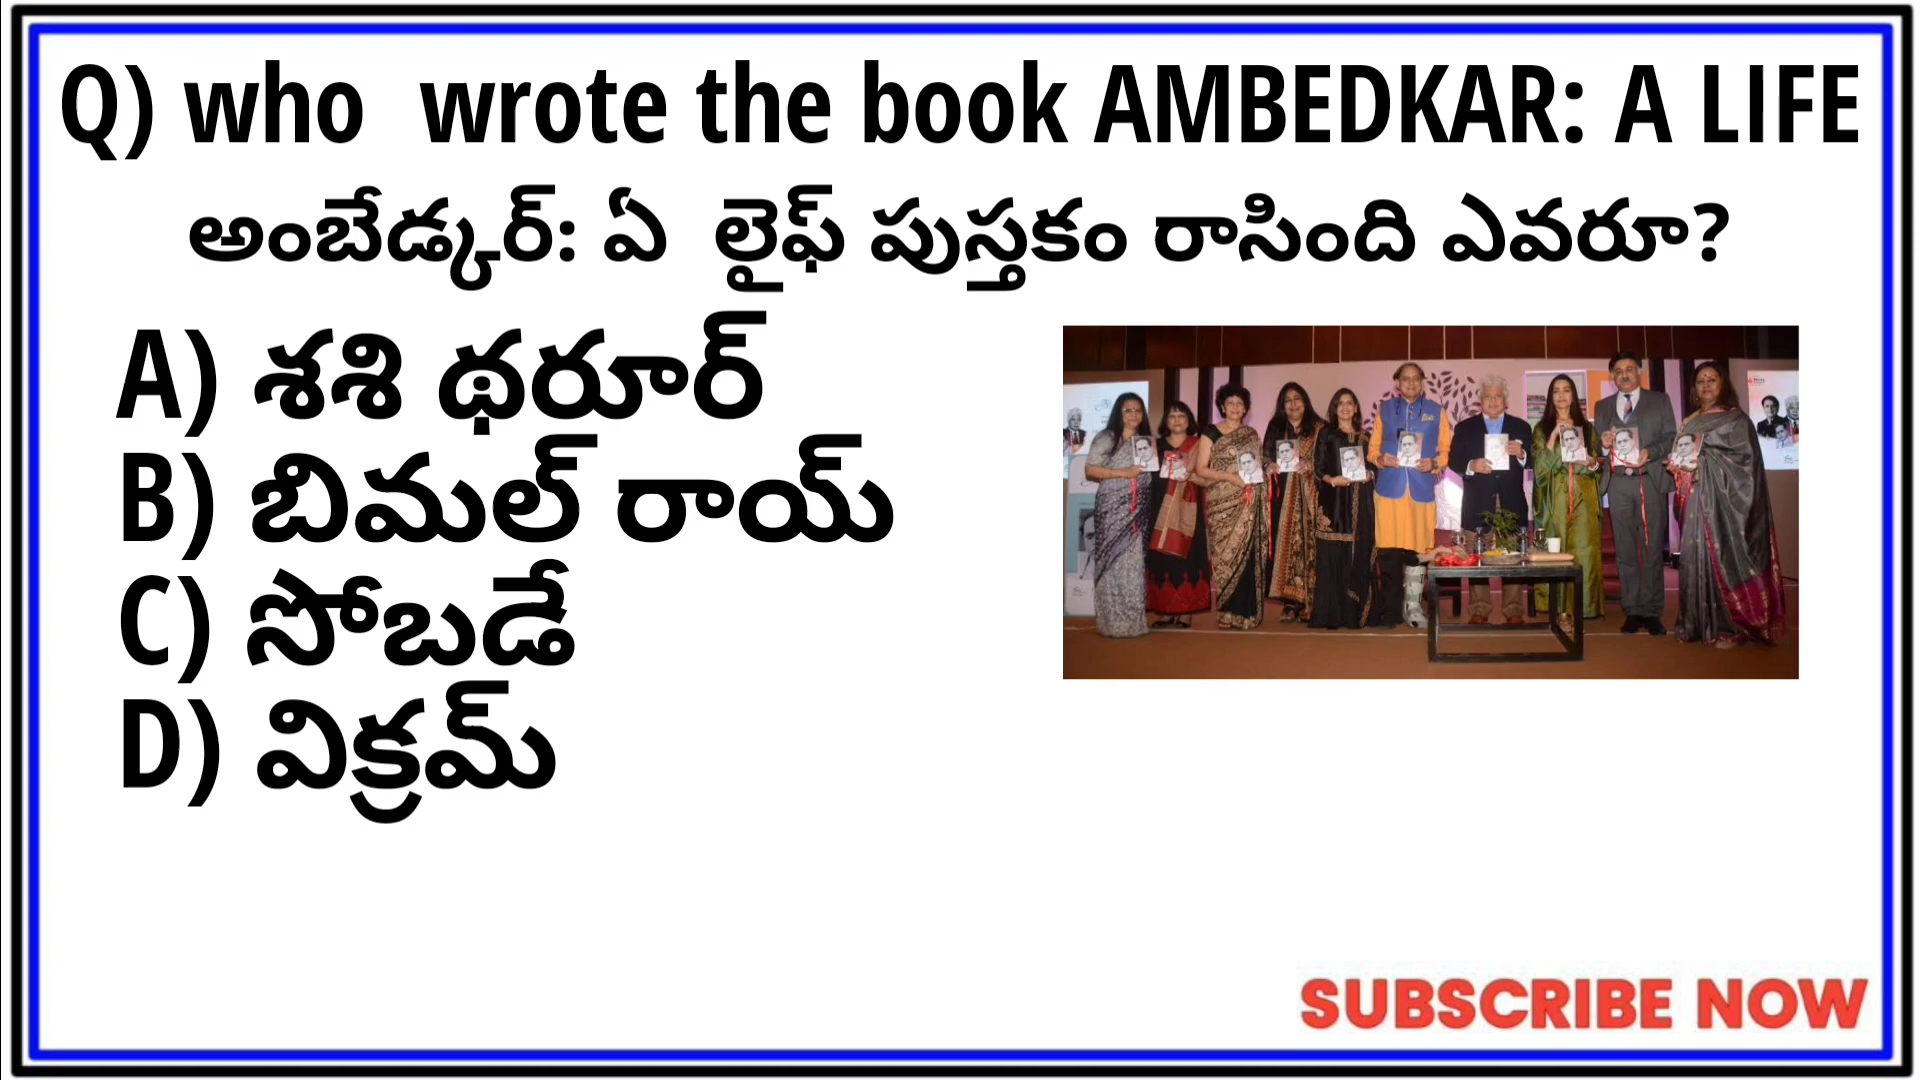 Q) who wrote the book AMBEDKAR: A LIFE
అంబేడ్కర్: ఏ లైఫ్ పుస్తకం రాసింది ఎవరూ?
A) శశి థరూర్
B) బిమల్ రాయ్
C) సోబడే
D) విక్రమ్
SUBSCRIBE NOW